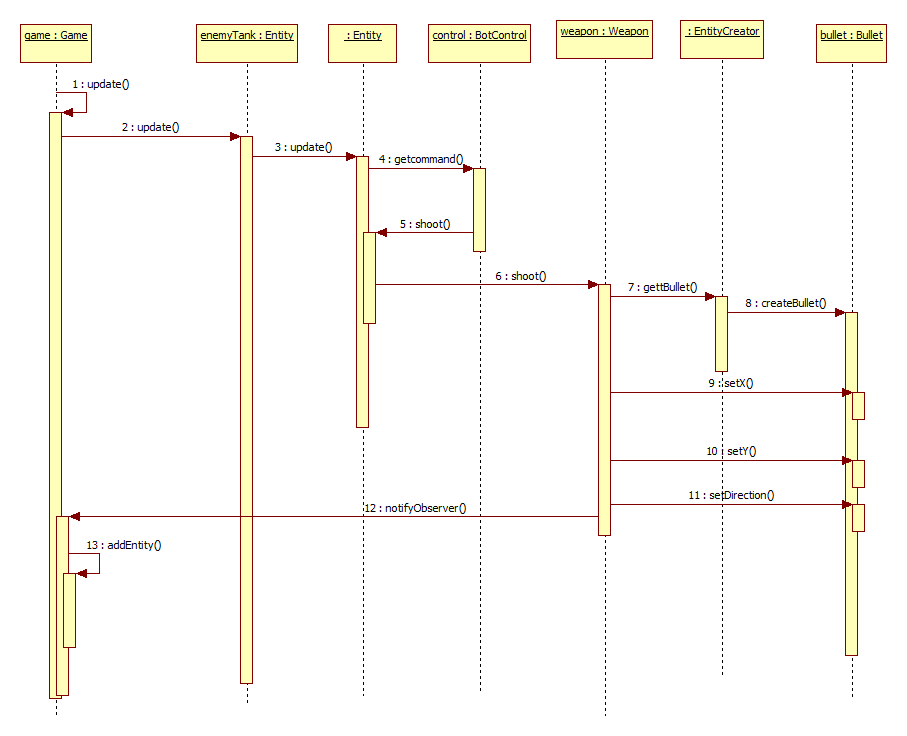 game : Game
enemyTank : Entity
: Entity
control : BotControl
weapon : Weapon
: EntityCreator
bullet : Bullet
1 : update()
2 : update()
3 : update()
4 : getcommand()
5 : shoot()
6 : shoot()
7 : gettBullet()
8 : createBullet()
9 : setX()
10 : setY()
11 : setDirection()
12 : notifyObserver()
13 : addEntity()